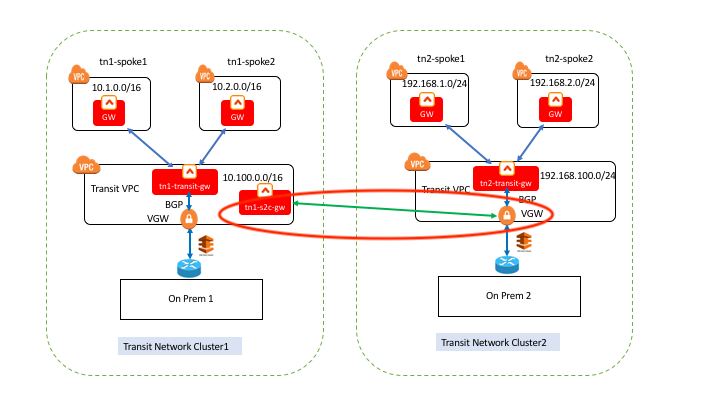 tn1-spoke1
tn1-spoke2
VPC
10.1.0.0/16
GW
VPC
10.2.0.0/16
GW
VPC
Transit VPC
tn1-transit-gw
10.100.0.0/16
tn1-s2c-gw
BGP
VGW
On Prem 1
Transit Network Cluster1
tn2-spoke1
tn2-spoke2
VPC
192.168.1.0/24
GW
VPC
192.168.2.0/24
GW
VPC
Transit VPC
tn2-transit-gw
192.168.100.0/24
BGP
VGW
On Prem 2
Transit Network Cluster2